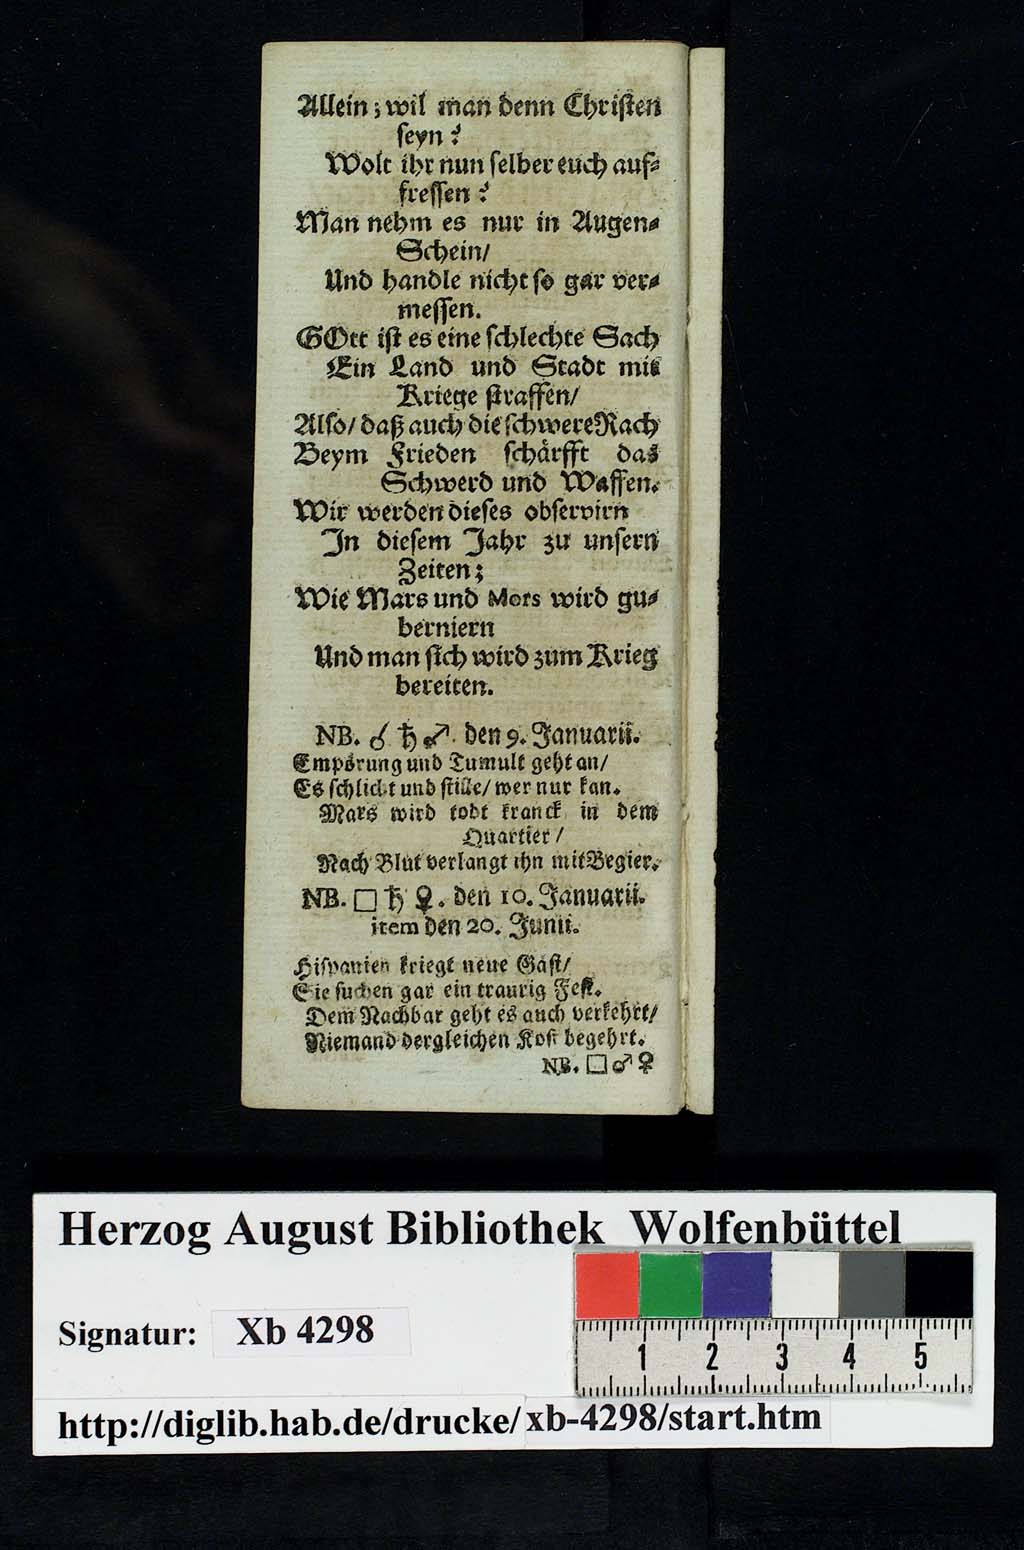 Allein; wil man denn Christen
seyn?
Wolt ihr nun selber euch auf-
fressen?
Man nehm es nur in Augen-
Schein/
Und handle nicht so gar ver-
messen.
GOtt ist es eine schlechte Sach
Ein Land und Stadt mit
Kriege straffen/
Also/ daß auch die schwere Rach
Beym Frieden schärfft das
Schwerd und Waffen.
Wir werden dieses observirn
In diesem Jahr zu unsern
Zeiten;
Wie Mars und Mors wird gu-
berniern
Und man sich wird zum Krieg
bereiten.
NB. ☌ ♄ ♂. den 9. Januarii.
Empörung und Tumult geht an/
Es schlicht und stille/ wer nur kan.
Mars wird todt kranck in dem
Quartier/
Nach Blut verlangt ihn mit Begier.
NB. □ ♄ ♀. den 10. Januarii.
item den 20. Junii.
Hispanien kriegt neue Gäst/
Sie suchen gar ein traurig Fest.
Dem Nachbar geht es auch verkehrt/
Niemand dergleichen Kost begehrt.
NB. □ ♂ ♀
Herzog August Bibliothek Wolfenbüttel
Signatur: Xb 4298
1 2 3 4 5
http://diglib.hab.de/drucke/xb-4298/start.htm